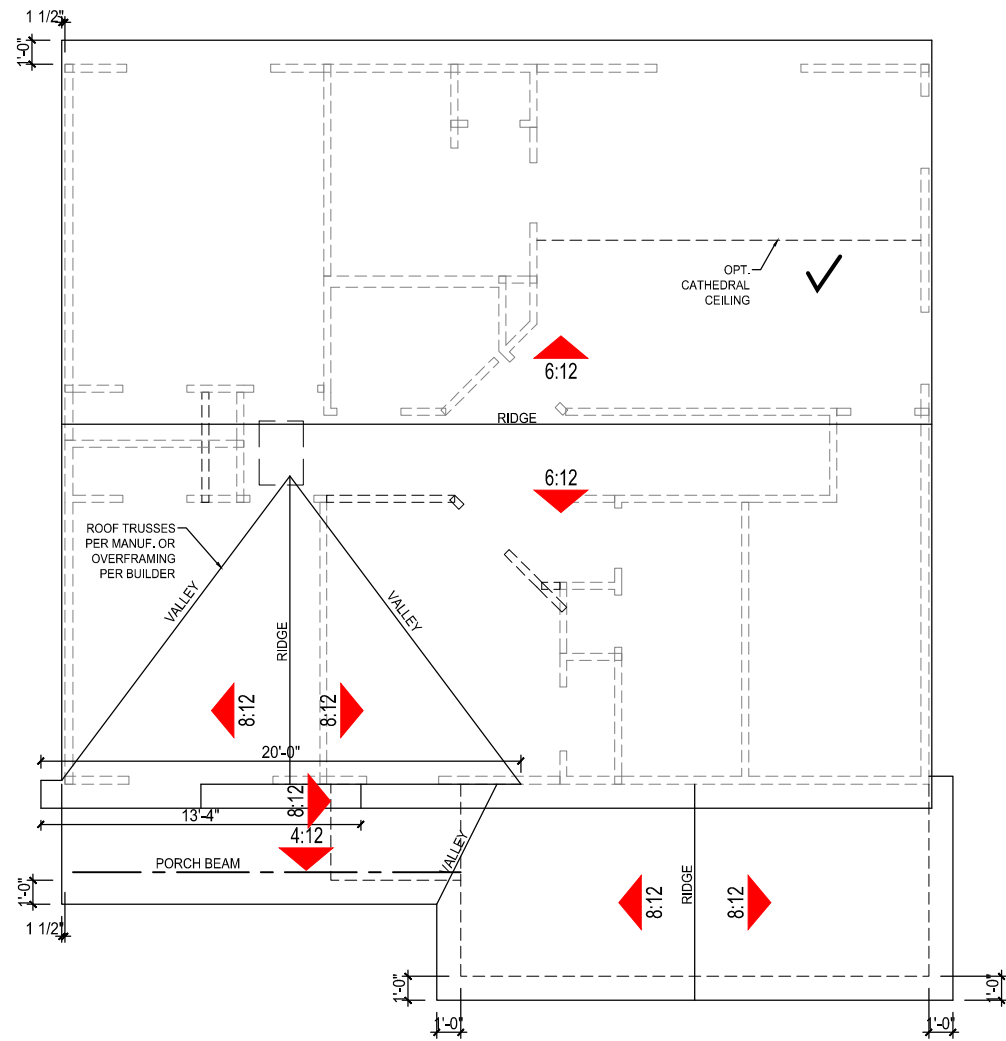 1 1/2"
1'-0"
OPT.
CATHEDRAL
CEILING
6:12
RIDGE
6:12
ROOF TRUSSES
PER MANUF. OR
OVERFRAMING
PER BUILDER
VALLEY
VALLEY
RIDGE
8:12
8:12
20'-0"
8:12
13'-4"
4:12
VALLEY
PORCH BEAM
1'-0"
1 1/2"
8:12
RIDGE
8:12
1'-0"
1'-0"
1'-0"
1'-0"